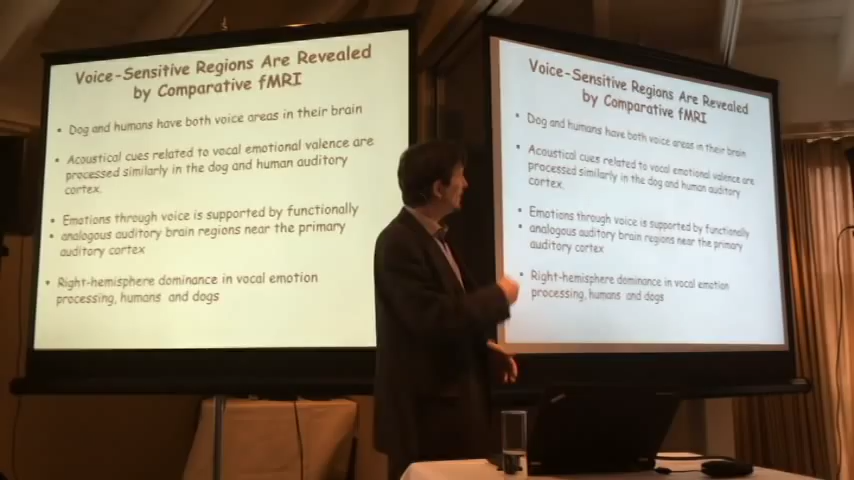 Voice-Sensitive Regions Are Revealed
by Comparative fMRI
• Dog and humans have both voice areas in their brain
• Acoustical cues related to vocal emotional valence are
processed similarly in the dog and human auditory
cortex.
• Emotions through voice is supported by functionally
• analogous auditory brain regions near the primary
auditory cortex
• Right-hemisphere dominance in vocal emotion
processing, humans and dogs
Voice-Sensitive Regions Are Revealed
by Comparative fMRI
• Dog and humans have both voice areas in their brain
• Acoustical cues related to vocal emotional valence are
processed similarly in the dog and human auditory
cortex.
• Emotions through voice is supported by functionally
• analogous auditory brain regions near the primary
auditory cortex
• Right-hemisphere dominance in vocal emotion
processing, humans and dogs